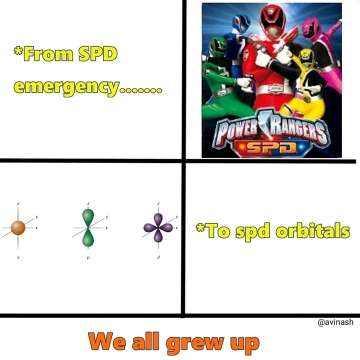 *From SPD
emergency.......
POWER RANGERS
SPD
*To spd orbitals
@avinash
We all grew up